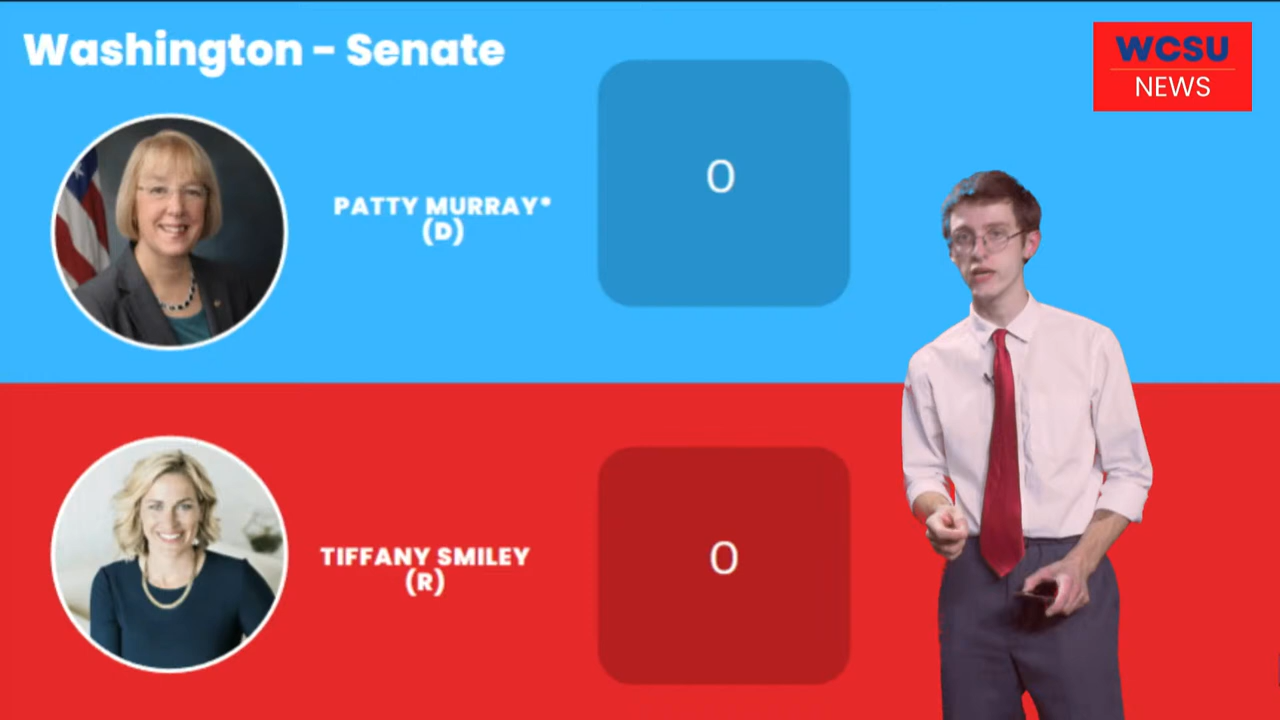 Washington - Senate
WCSU
NEWS
PATTY MURRAY*
(D)
0
TIFFANY SMILEY
(R)
0